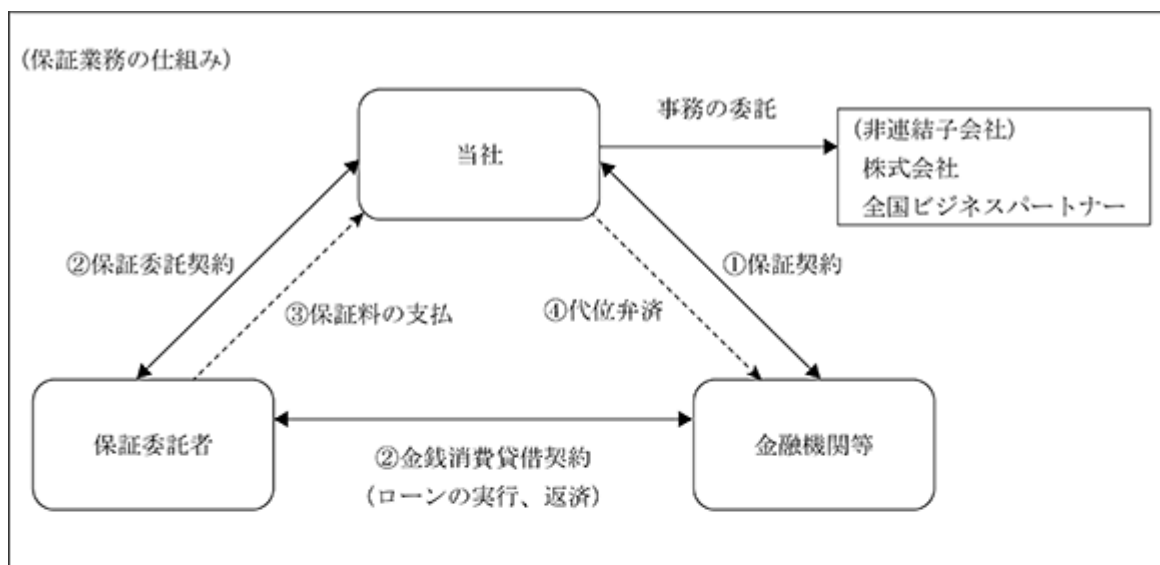 (保証業務の仕組み)
事務の委託
当社
(非連結子会社)
株式会社
全国ビジネスパートナー
②保証委託契約
①保証契約
③保証料の支払
④代位弁済
保証委託者
金融機関等
②金銭消費貸借契約
(ローンの実行、返済)